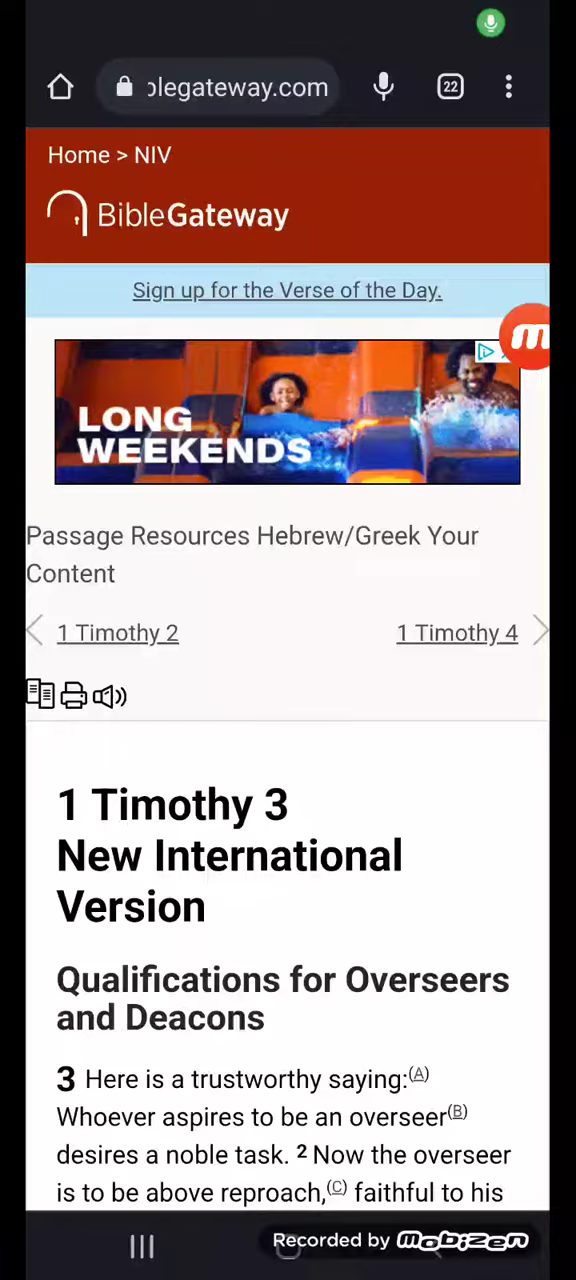 22
olegateway.com
Home > NIV
BibleGateway
Sign up for the Verse of the Day.
LONG
WEEKENDS
Passage Resources Hebrew/Greek Your
Content
1 Timothy 2
1 Timothy 4
1 Timothy 3
New International
Version
Qualifications for Overseers
and Deacons
3 Here is a trustworthy saying:(A)
Whoever aspires to be an overseer(B)
desires a noble task. 2 Now the overseer
is to be above reproach,(C) faithful to his
Recorded by mobizen